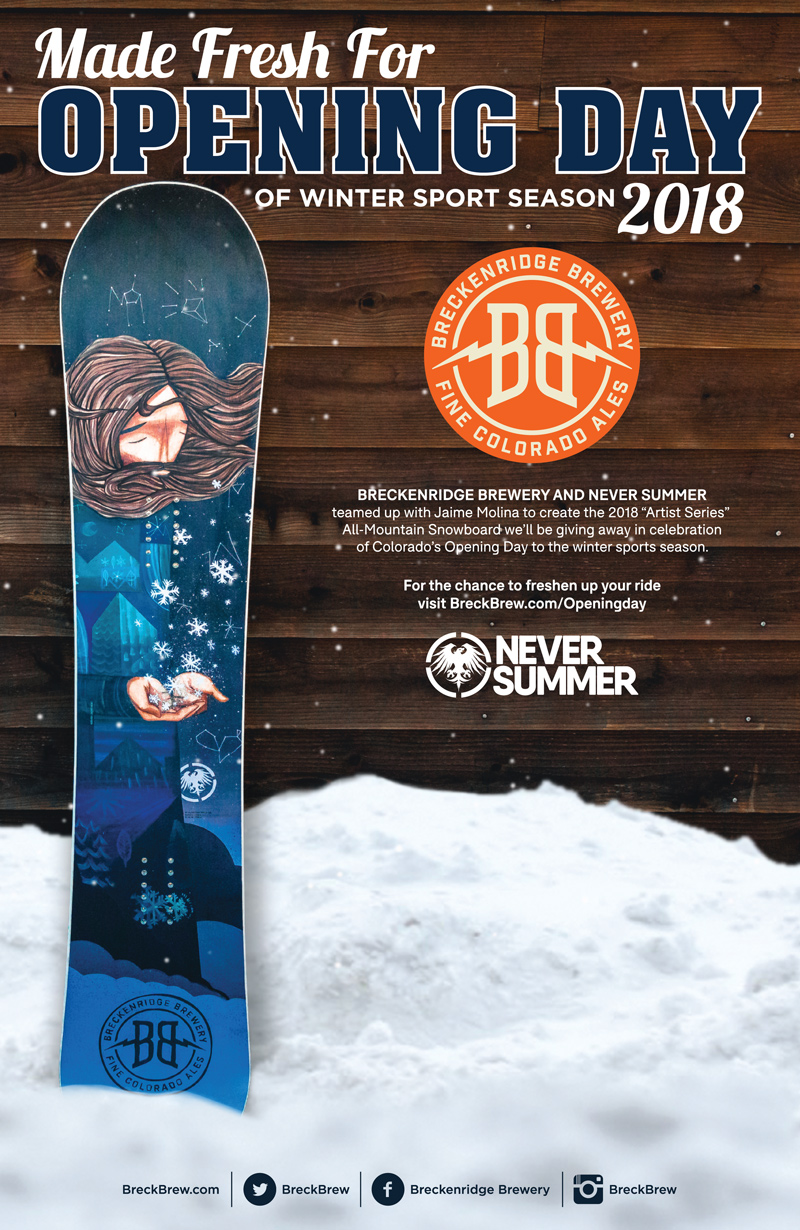 Made Fresh For
OPENING DAY
OF WINTER SPORT SEASON 2018
BRECKENRIDGE BREWERY
BB
FINE COLORADO ALES
BRECKENRIDGE BREWERY AND NEVER SUMMER
teamed up with Jaime Molina to create the 2018 “Artist Series”
All-Mountain Snowboard we’ll be giving away in celebration
of Colorado’s Opening Day to the winter sports season.
For the chance to freshen up your ride
visit BreckBrew.com/Openingday
NEVER
SUMMER
BRECKENRIDGE BREWERY
BB
FINE COLORADO ALES
BreckBrew.com BreckBrew Breckenridge Brewery BreckBrew